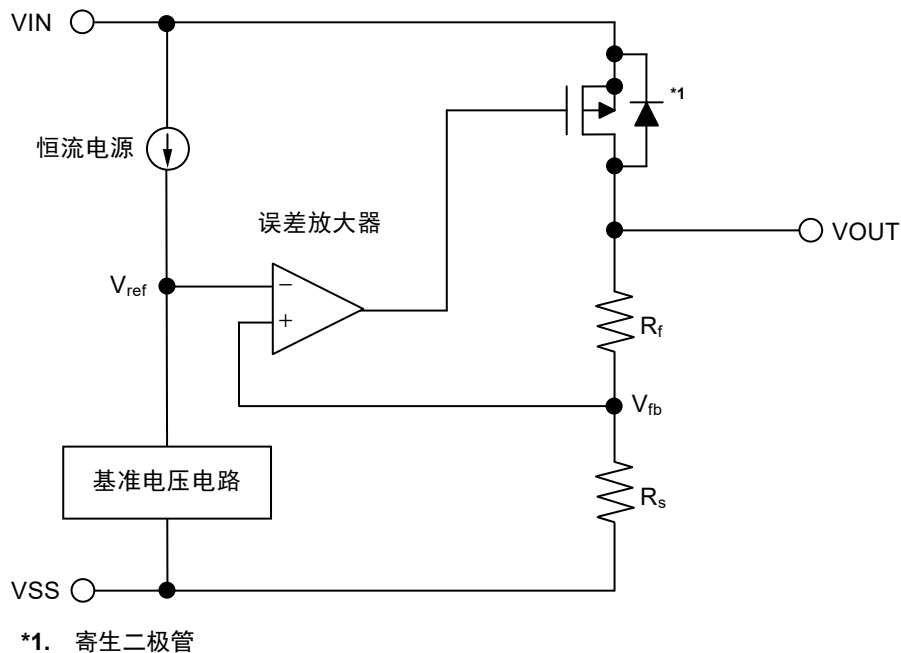 VIN
*1
恒流电源
误差放大器
VOUT
Vref
−
+
Rf
Vfb
基准电压电路
Rs
VSS
*1. 寄生二极管